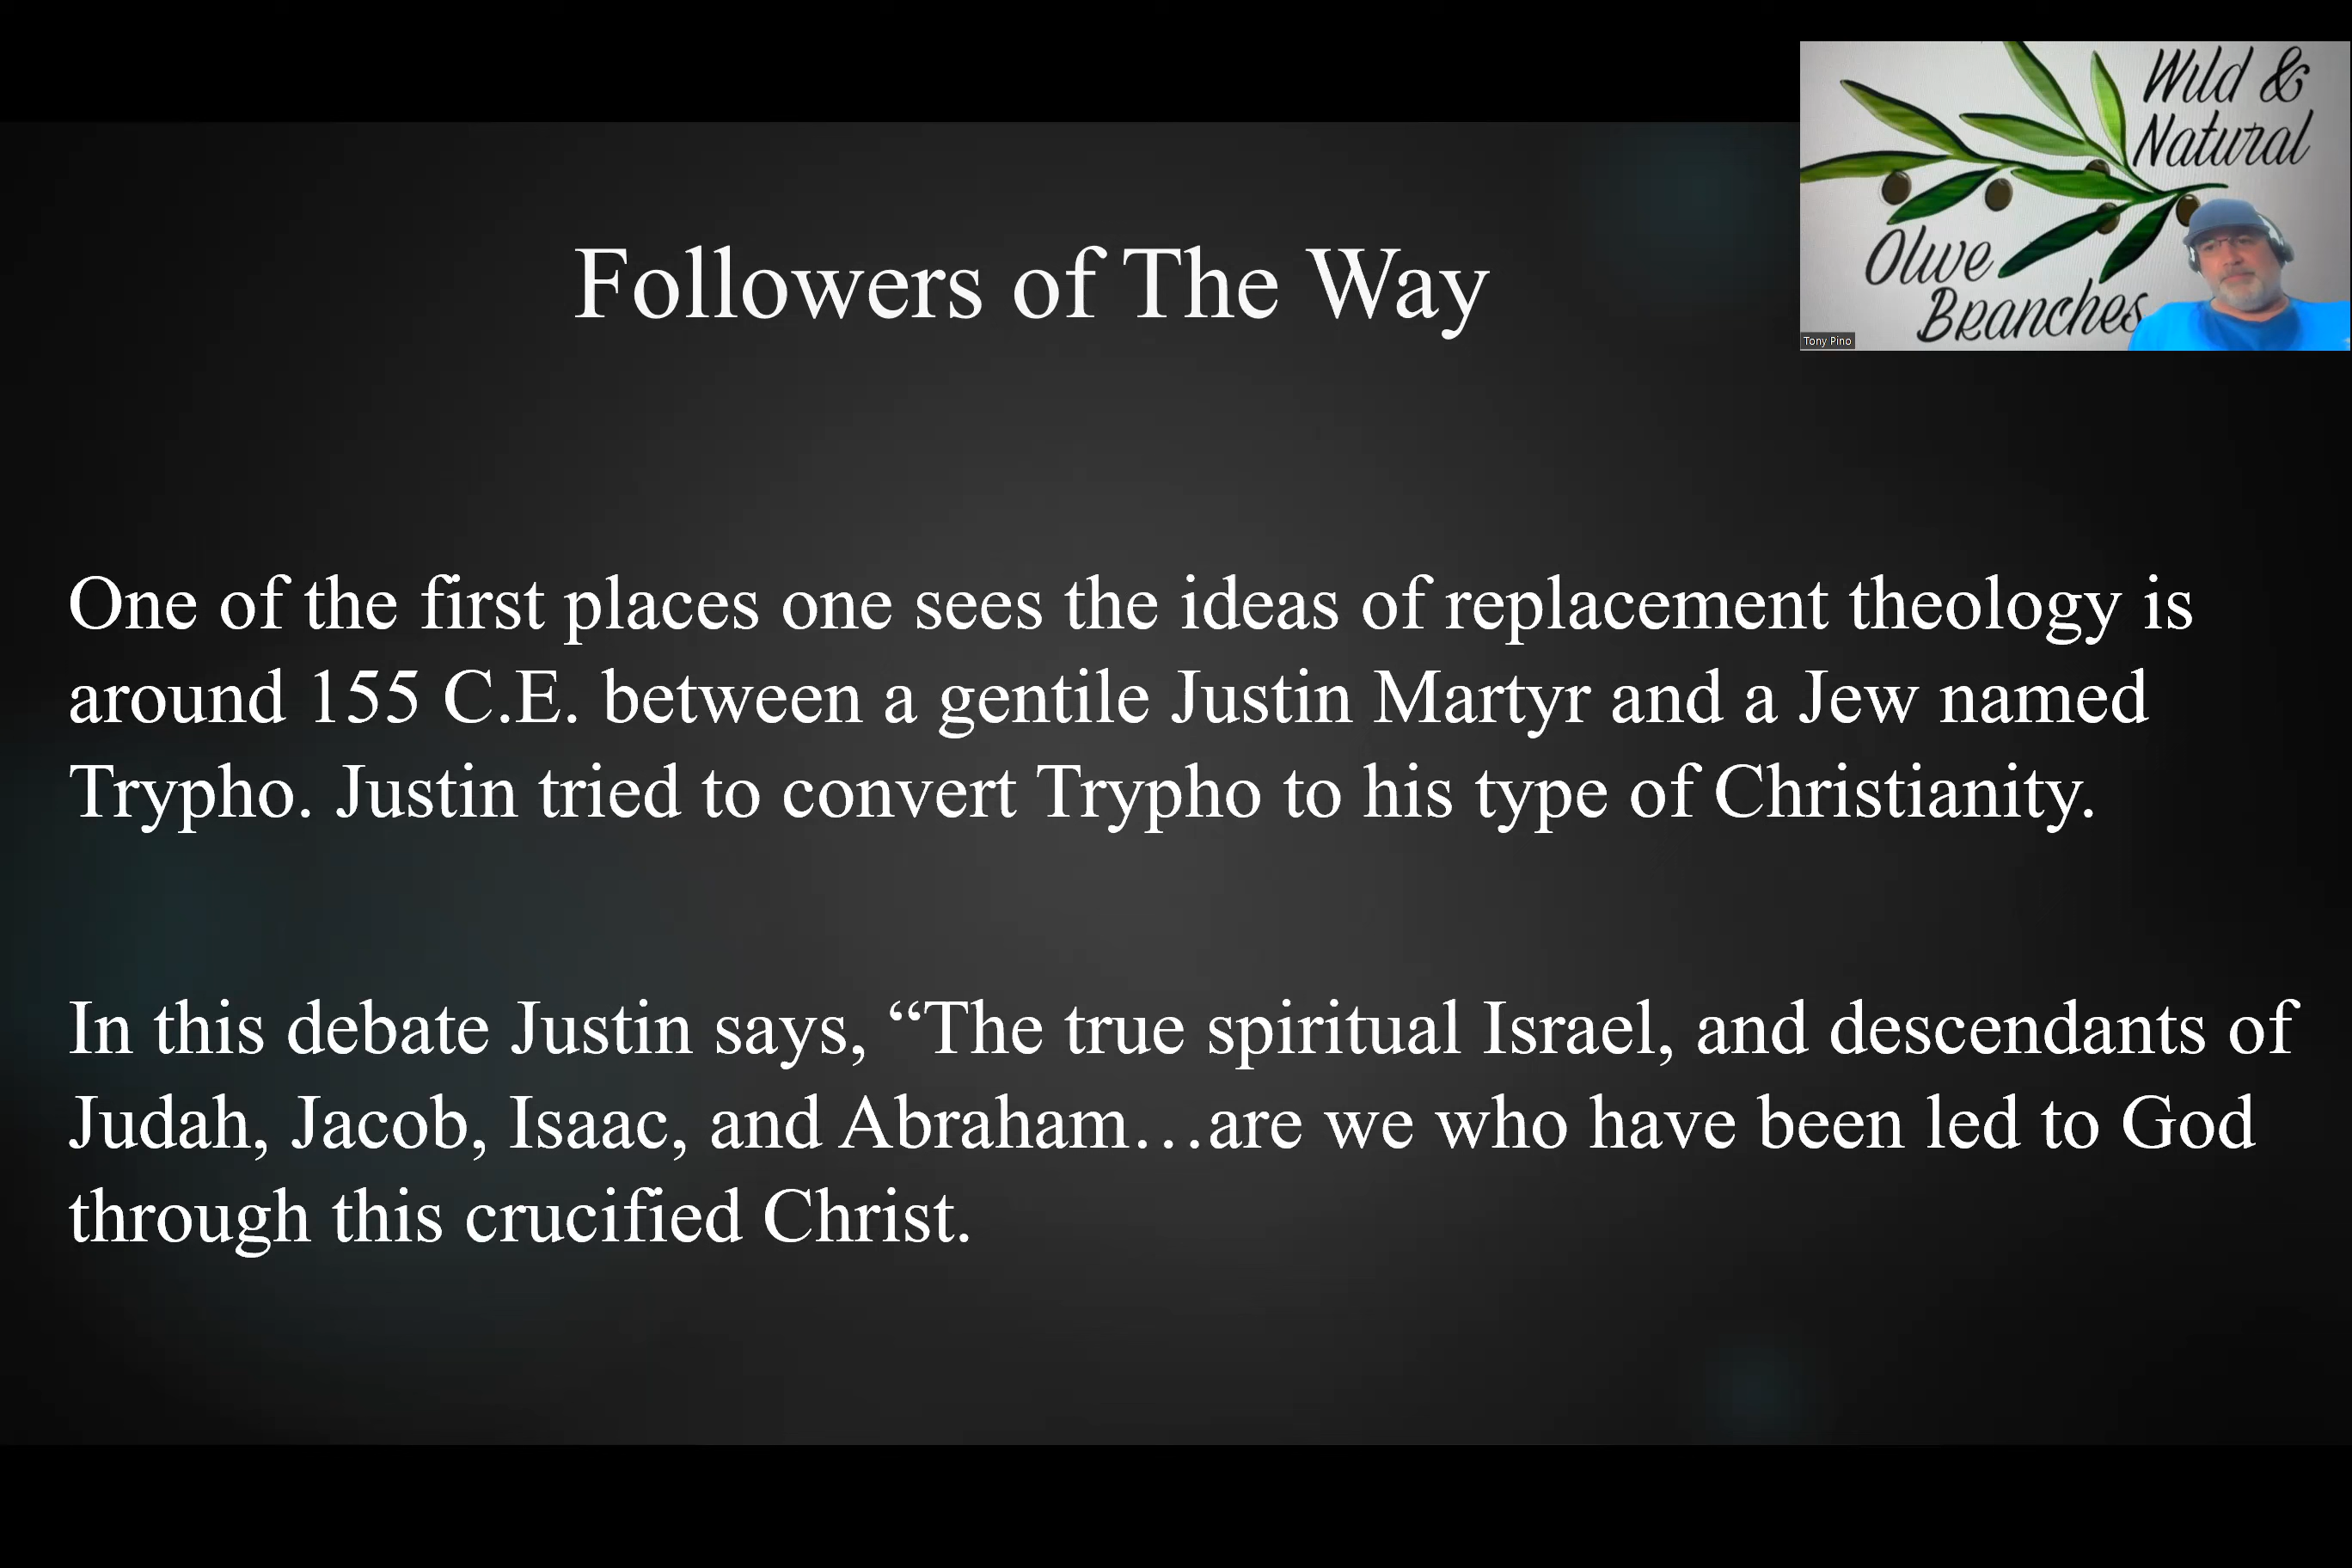 Wild &
Natural
Olive
Branches
Tony Pino
Followers of The Way
One of the first places one sees the ideas of replacement theology is
around 155 C.E. between a gentile Justin Martyr and a Jew named
Trypho. Justin tried to convert Trypho to his type of Christianity.
In this debate Justin says, “The true spiritual Israel, and descendants of
Judah, Jacob, Isaac, and Abraham…are we who have been led to God
through this crucified Christ.